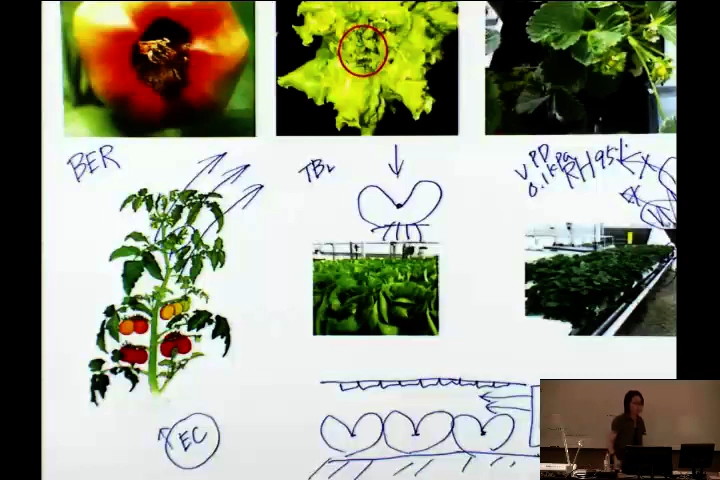 BER
TBL
VPD
0.1kPa
RH95%
EC